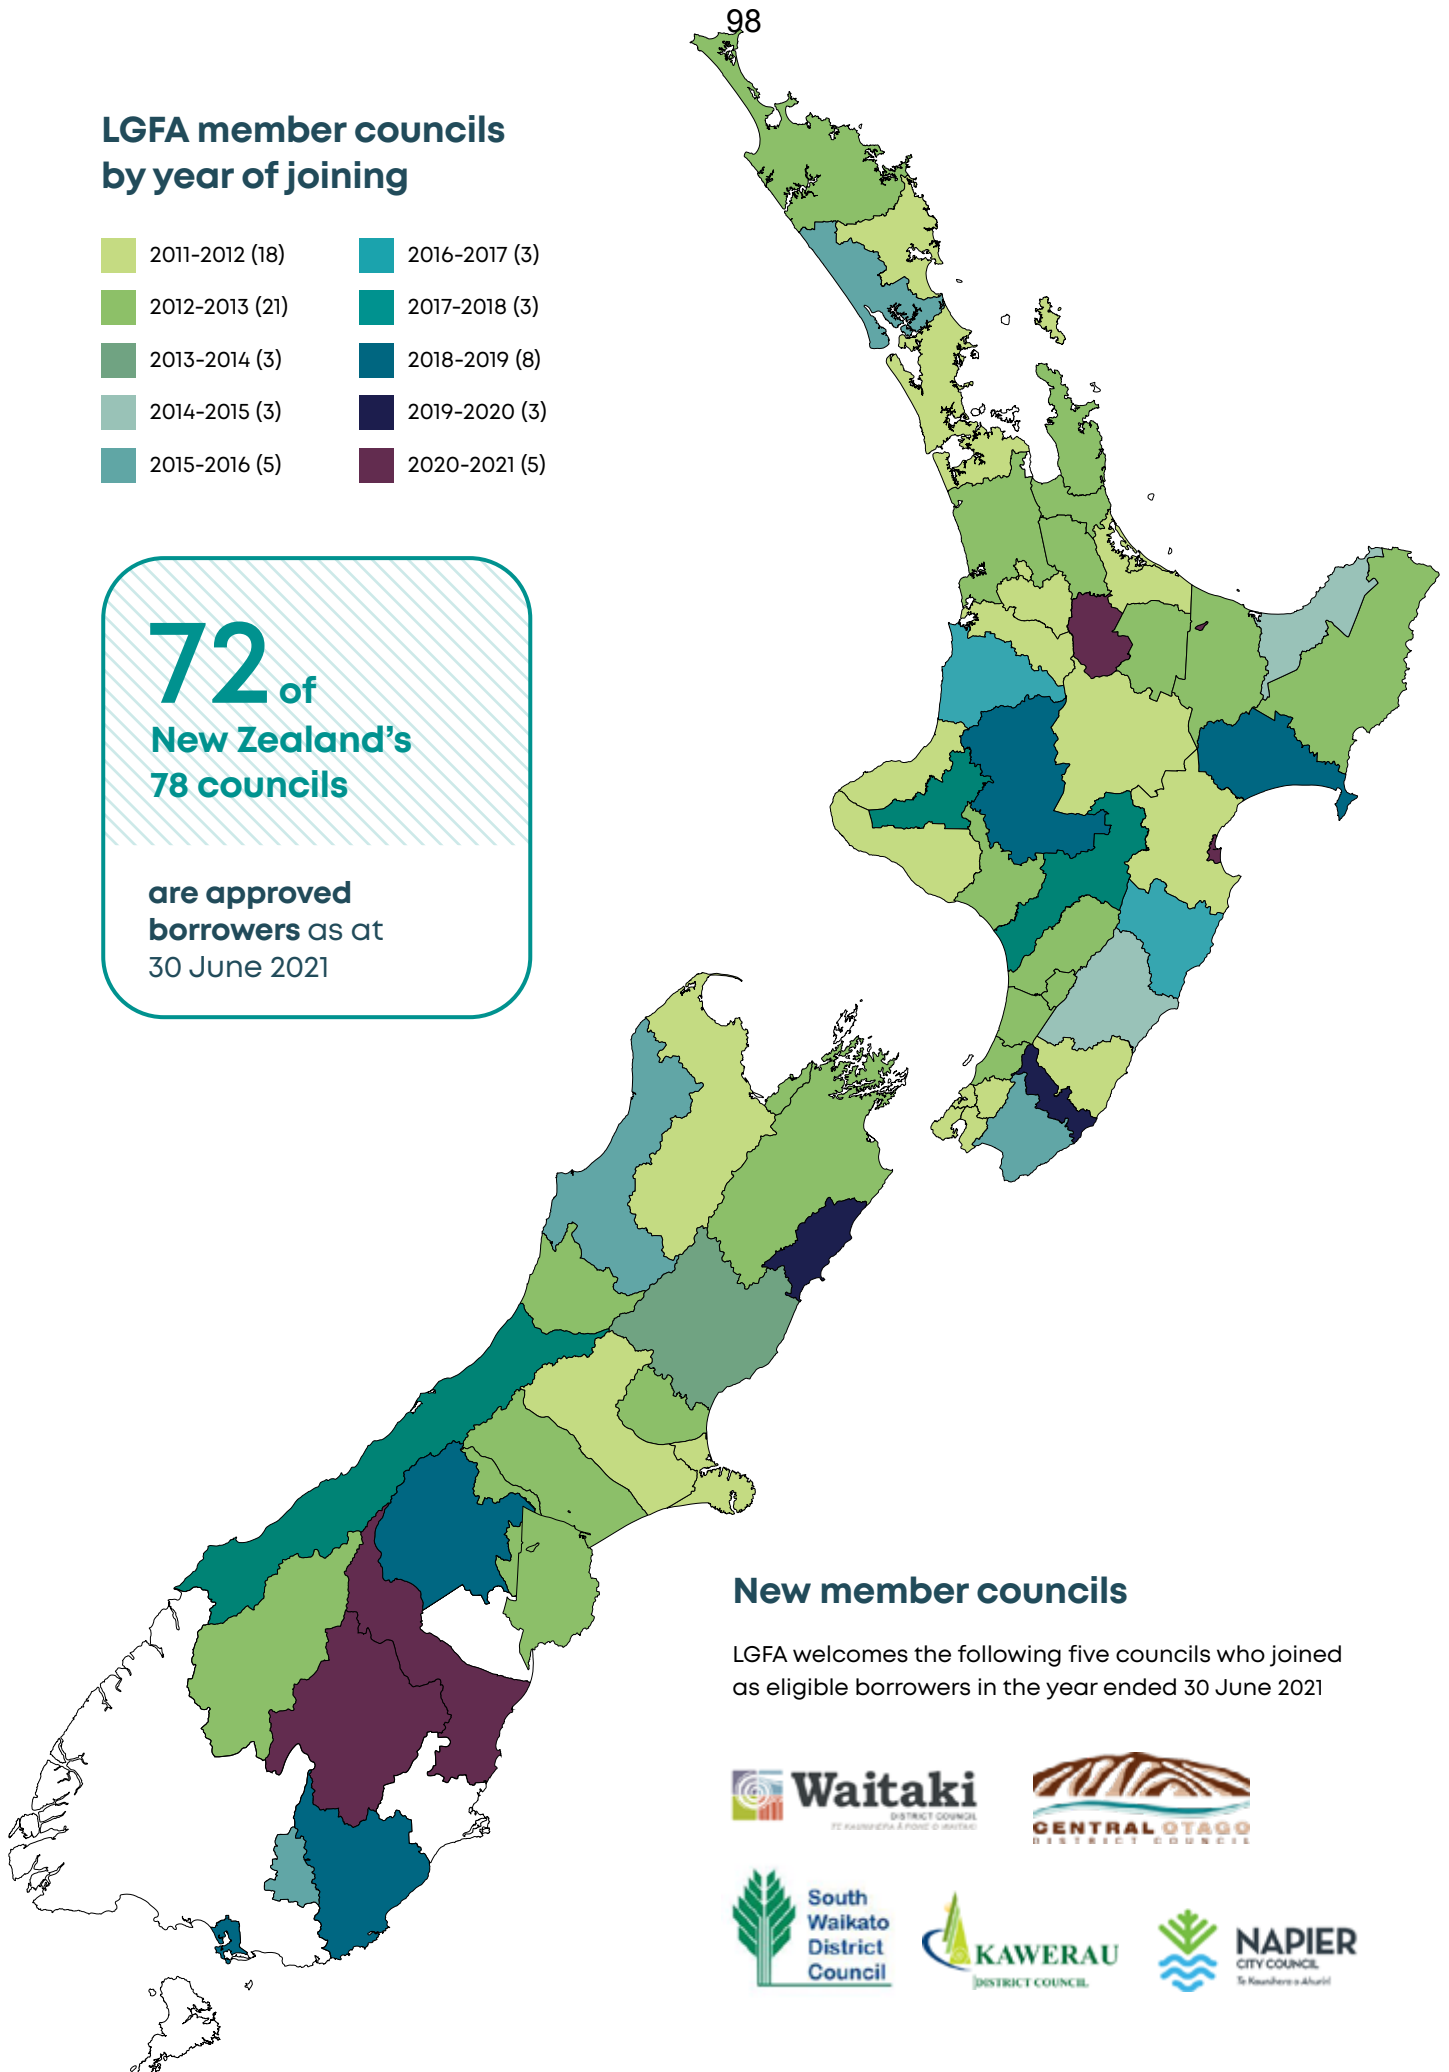 98
LGFA member councils
by year of joining
2011-2012 (18)
2012-2013 (21)
2013-2014 (3)
2014-2015 (3)
2015-2016 (5)
2016-2017 (3)
2017-2018 (3)
2018-2019 (8)
2019-2020 (3)
2020-2021 (5)
72 of
New Zealand's
78 councils
are approved
borrowers as at
30 June 2021
New member councils
LGFA welcomes the following five councils who joined
as eligible borrowers in the year ended 30 June 2021
Waitaki
DISTRICT COUNCIL
CENTRAL OTAGO
DISTRICT COUNCIL
South
Waikato
District
Council
KAWERAU
DISTRICT COUNCIL
NAPIER
CITY COUNCIL
Te Kaunihera o Ahuriri